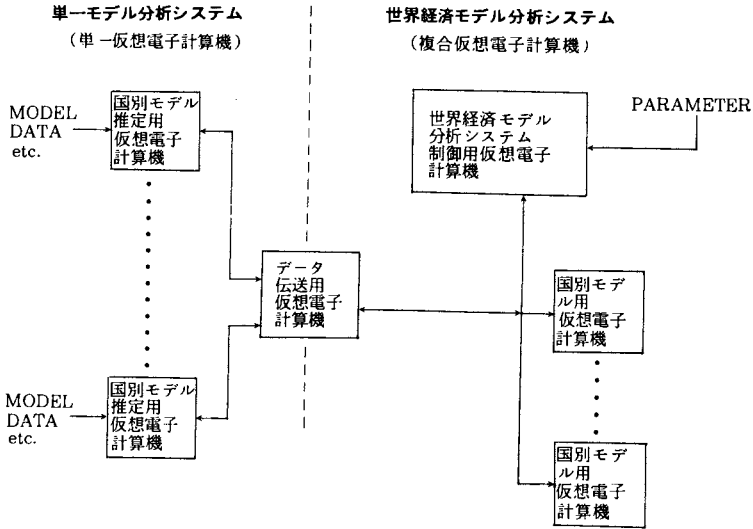 単一モデル分析システム
(単一仮想電子計算機)
世界経済モデル分析システム
(複合仮想電子計算機)
MODEL
DATA
etc.
国別モデル
推定用
仮想電子
計算機
世界経済モデル
分析システム
制御用仮想電子
計算機
PARAMETER
データ
伝送用
仮想電子
計算機
国別モデ
ル用
仮想電子
計算機
MODEL
DATA
etc.
国別モデル
推定用
仮想電子
計算機
国別モデ
ル用
仮想電子
計算機